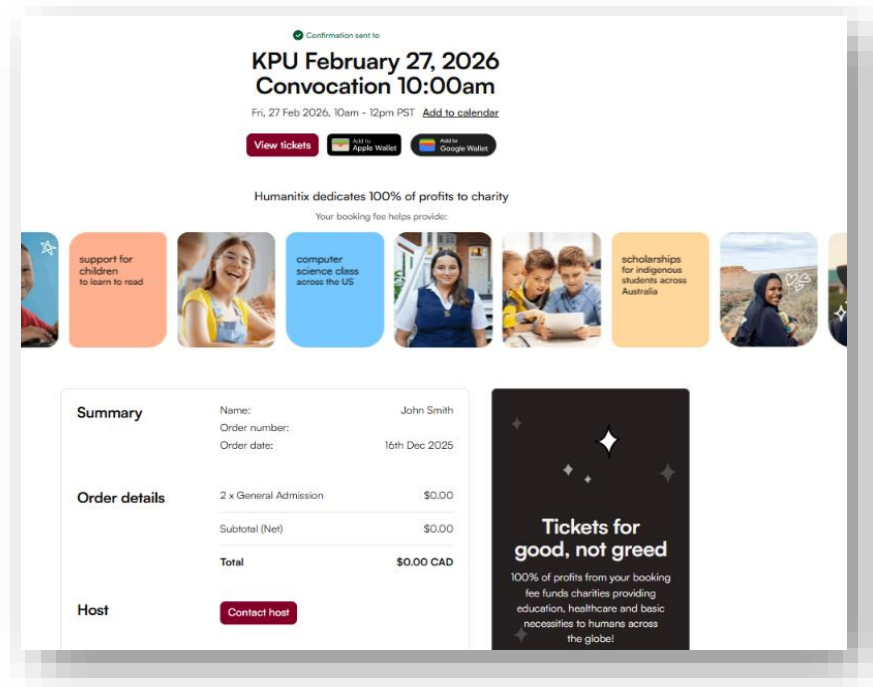 Confirmation sent to
KPU February 27, 2026
Convocation 10:00am
Fri, 27 Feb 2026, 10am - 12pm PST Add to calendar
View tickets
Add to
Apple Wallet
Add to
Google Wallet
Humanitix dedicates 100% of profits to charity
Your booking fee helps provide:
support for
children
to learn to read
computer
science class
across the US
scholarships
for indigenous
students across
Australia
Summary
Name: John Smith
Order number:
Order date: 16th Dec 2025
Order details
2 x General Admission $0.00
Subtotal (Net) $0.00
Total $0.00 CAD
Host
Contact host
Tickets for
good, not greed
100% of profits from your booking
fee funds charities providing
education, healthcare and basic
necessities to humans across
the globe!